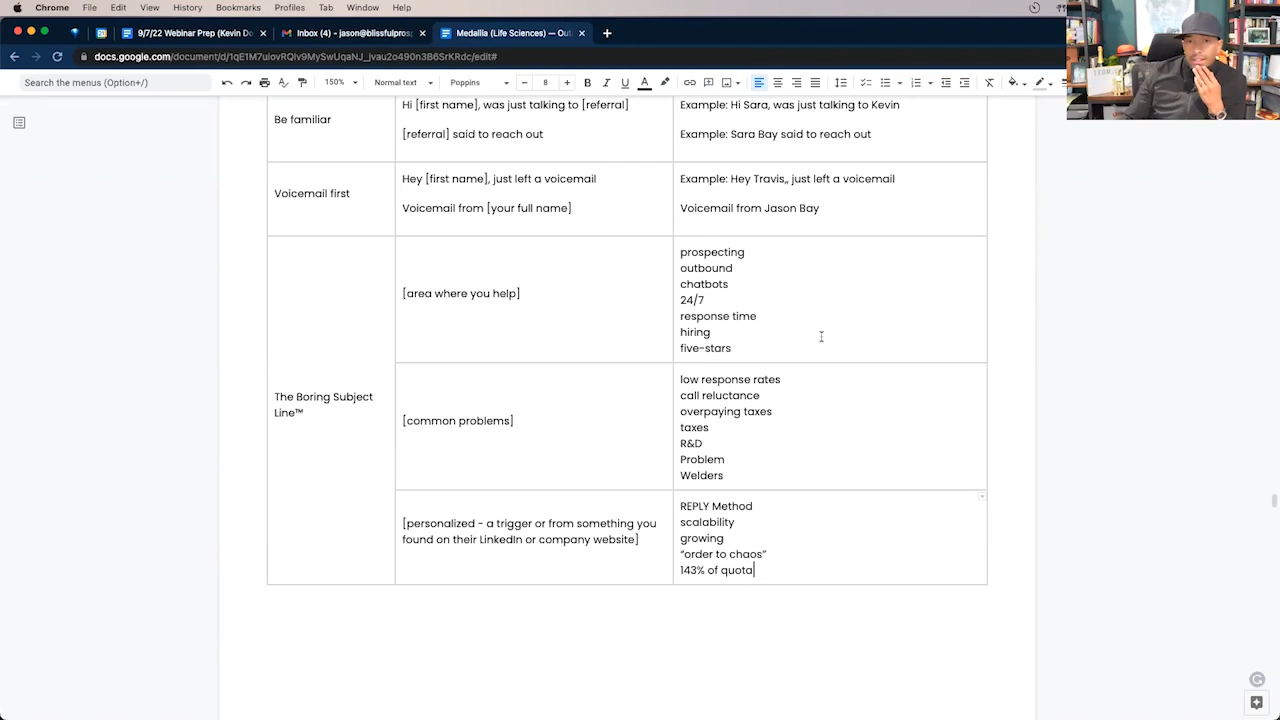 Chrome File Edit View History Bookmarks Profiles Tab Window Help
9/7/22 Webinar Prep (Kevin Do
Inbox (4) - jason@blissfulpros
Medallia (Life Sciences) — Out
Search the menus (Option+/)
150%
Normal text
Poppins
8
Be familiar
Hi [first name], was just talking to [referral]
[referral] said to reach out
Example: Hi Sara, was just talking to Kevin
Example: Sara Bay said to reach out
Voicemail first
Hey [first name], just left a voicemail
Voicemail from [your full name]
Example: Hey Travis,, just left a voicemail
Voicemail from Jason Bay
The Boring Subject
Line™
[area where you help]
prospecting
outbound
chatbots
24/7
response time
hiring
five-stars
[common problems]
low response rates
call reluctance
overpaying taxes
taxes
R&D
Problem
Welders
[personalized - a trigger or from something you
found on their LinkedIn or company website]
REPLY Method
scalability
growing
“order to chaos”
143% of quota